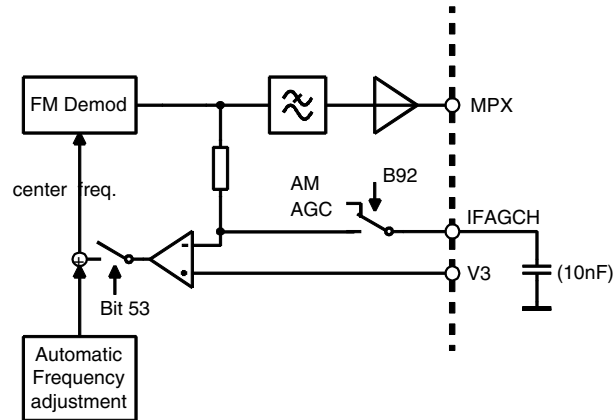 FM Demod
MPX
center freq.
AM
AGC
B92
IFAGCH
V3
(10nF)
Bit 53
Automatic
Frequency
adjustment